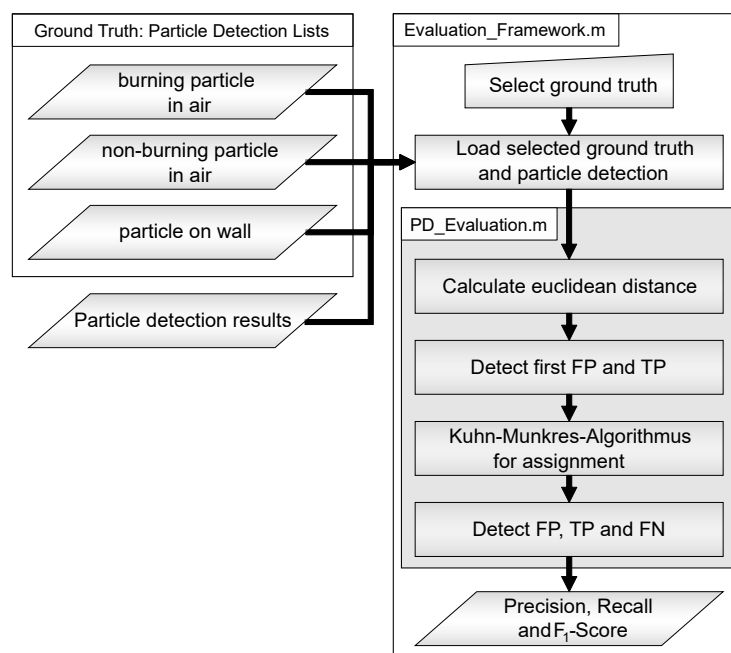 Ground Truth: Particle Detection Lists
burning particle
in air
non-burning particle
in air
particle on wall
Particle detection results
Evaluation_Framework.m
Select ground truth
Load selected ground truth
and particle detection
PD_Evaluation.m
Calculate euclidean distance
Detect first FP and TP
Kuhn-Munkres-Algorithmus
for assignment
Detect FP, TP and FN
Precision, Recall
and F₁-Score